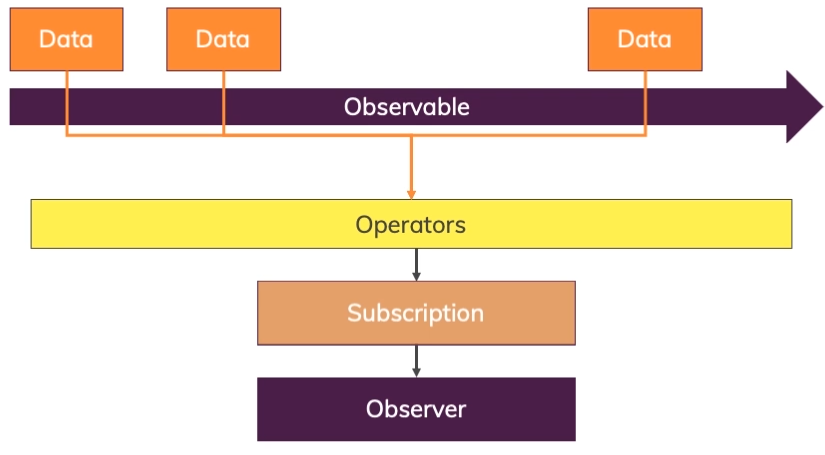 Data
Data
Data
Observable
Operators
Subscription
Observer